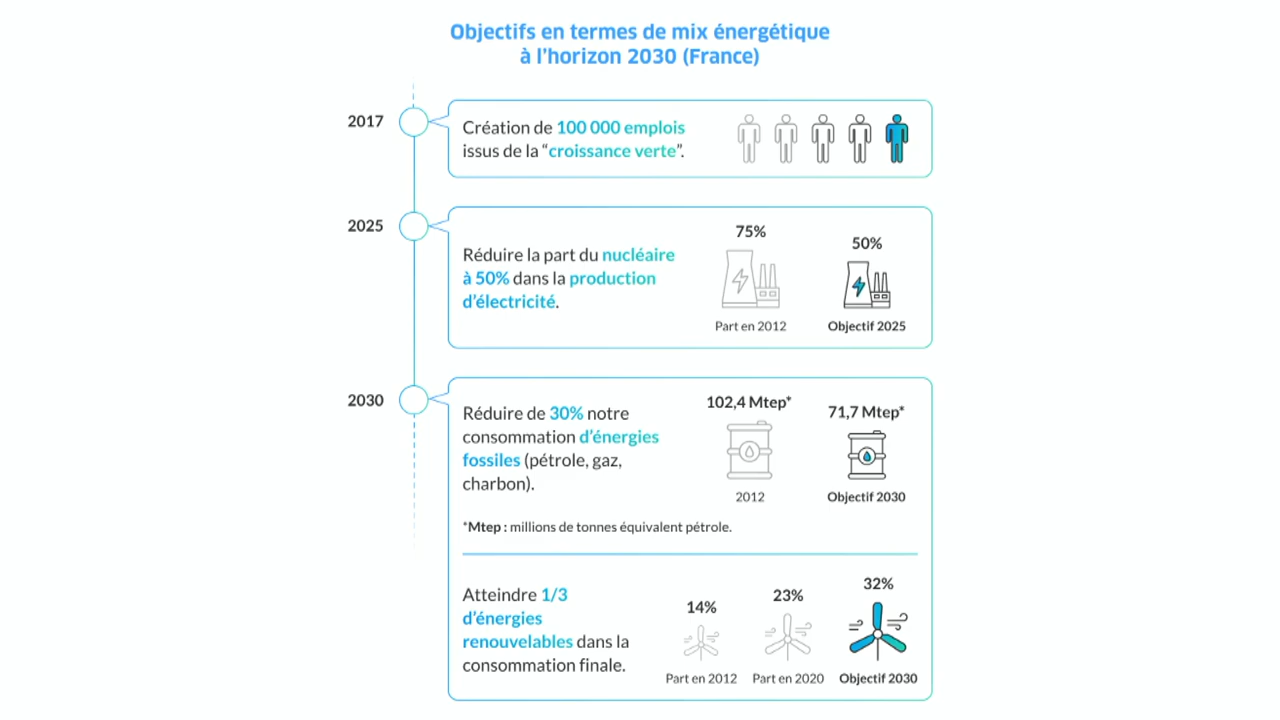 Objectifs en termes de mix énergétique
à l'horizon 2030 (France)
2017
Création de 100 000 emplois
issus de la “croissance verte”.
2025
Réduire la part du nucléaire
à 50% dans la production
d'électricité.
75%
Part en 2012
50%
Objectif 2025
2030
Réduire de 30% notre
consommation d'énergies
fossiles (pétrole, gaz,
charbon).
102,4 Mtep*
2012
71,7 Mtep*
Objectif 2030
*Mtep : millions de tonnes équivalent pétrole.
Atteindre 1/3
d'énergies
renouvelables dans la
consommation finale.
14%
Part en 2012
23%
Part en 2020
32%
Objectif 2030